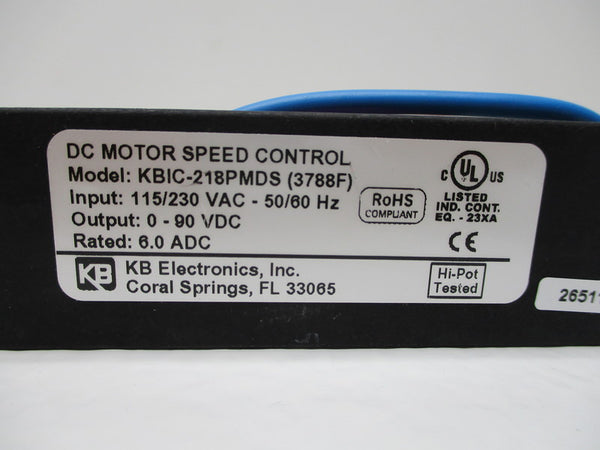 DC MOTOR SPEED CONTROL
Model: KBIC-218PMDS (3788F)
Input: 115/230 VAC - 50/60 Hz
Output: 0 - 90 VDC
Rated: 6.0 ADC
RoHS
COMPLIANT
C UL US
LISTED
IND. CONT.
EQ. - 23XA
CE
KB
KB Electronics, Inc.
Coral Springs, FL 33065
Hi-Pot
Tested